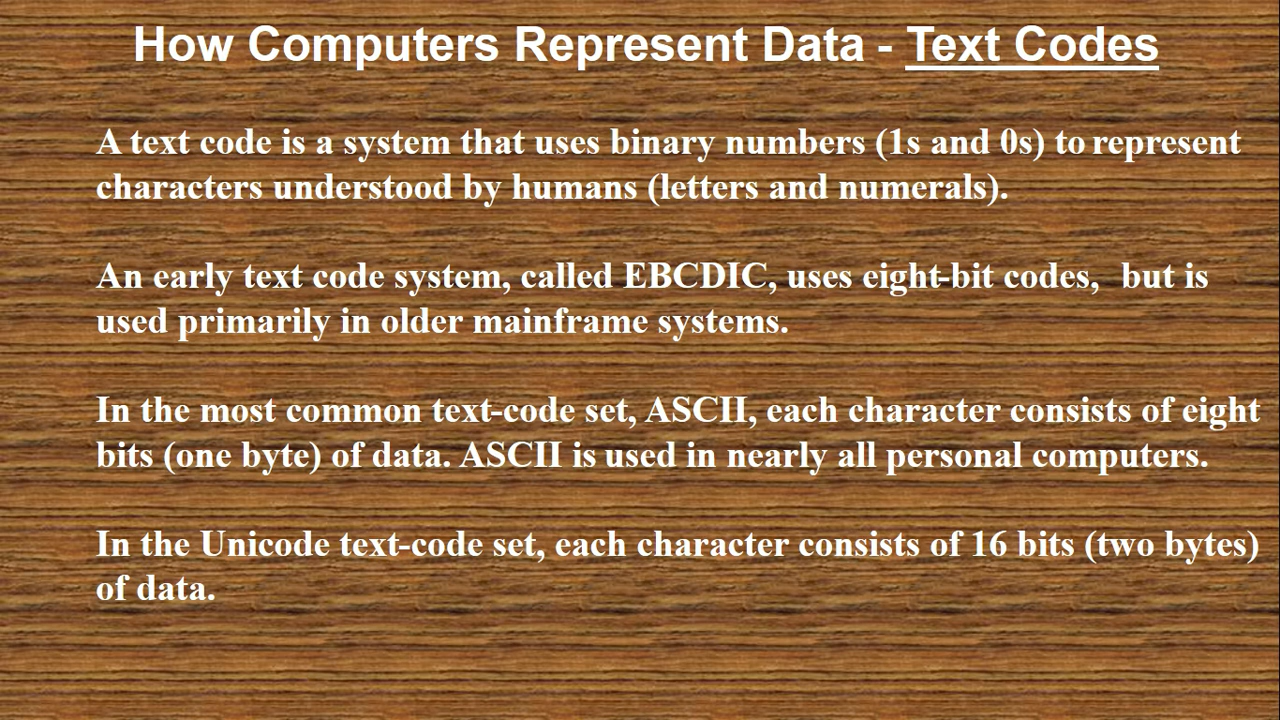 How Computers Represent Data - Text Codes
A text code is a system that uses binary numbers (1s and 0s) to represent
characters understood by humans (letters and numerals).
An early text code system, called EBCDIC, uses eight-bit codes, but is
used primarily in older mainframe systems.
In the most common text-code set, ASCII, each character consists of eight
bits (one byte) of data. ASCII is used in nearly all personal computers.
In the Unicode text-code set, each character consists of 16 bits (two bytes)
of data.